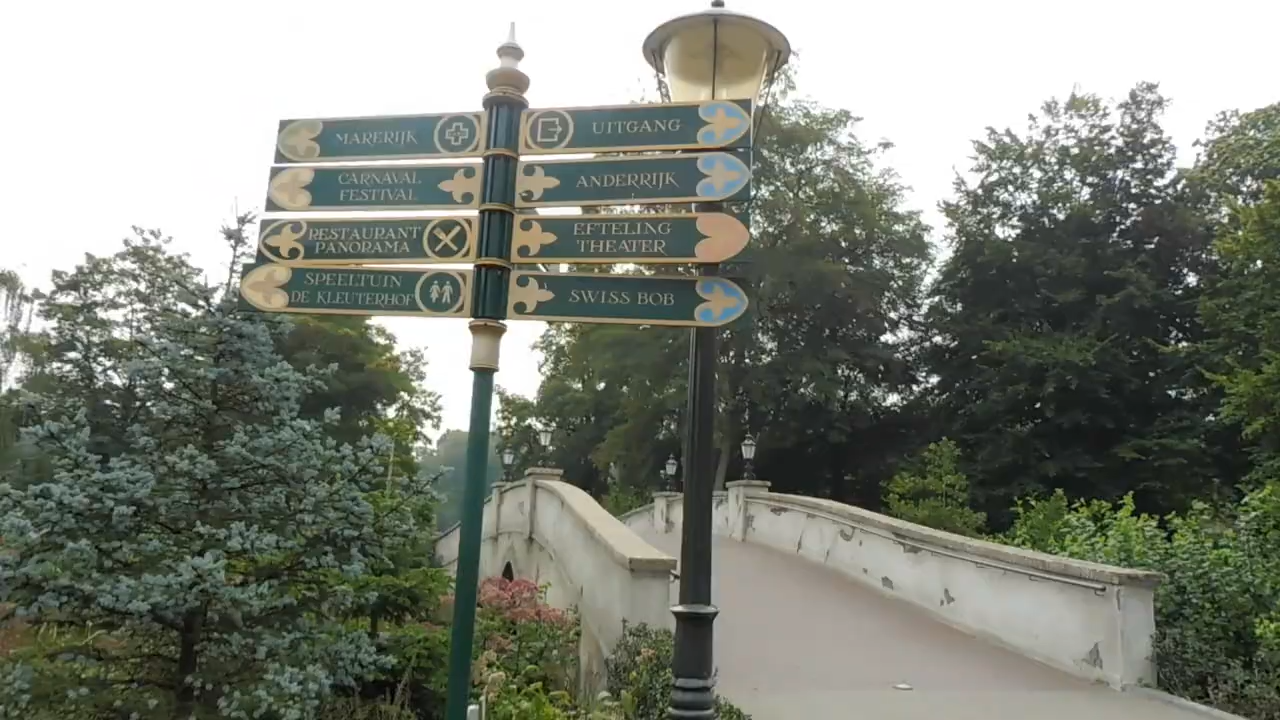 MARERIJK
CARNAVAL
FESTIVAL
RESTAURANT
PANORAMA
SPEELTUIN
DE KLEUTERHOF
UITGANG
ANDERRIJK
EFTELING
THEATER
SWISS BOB